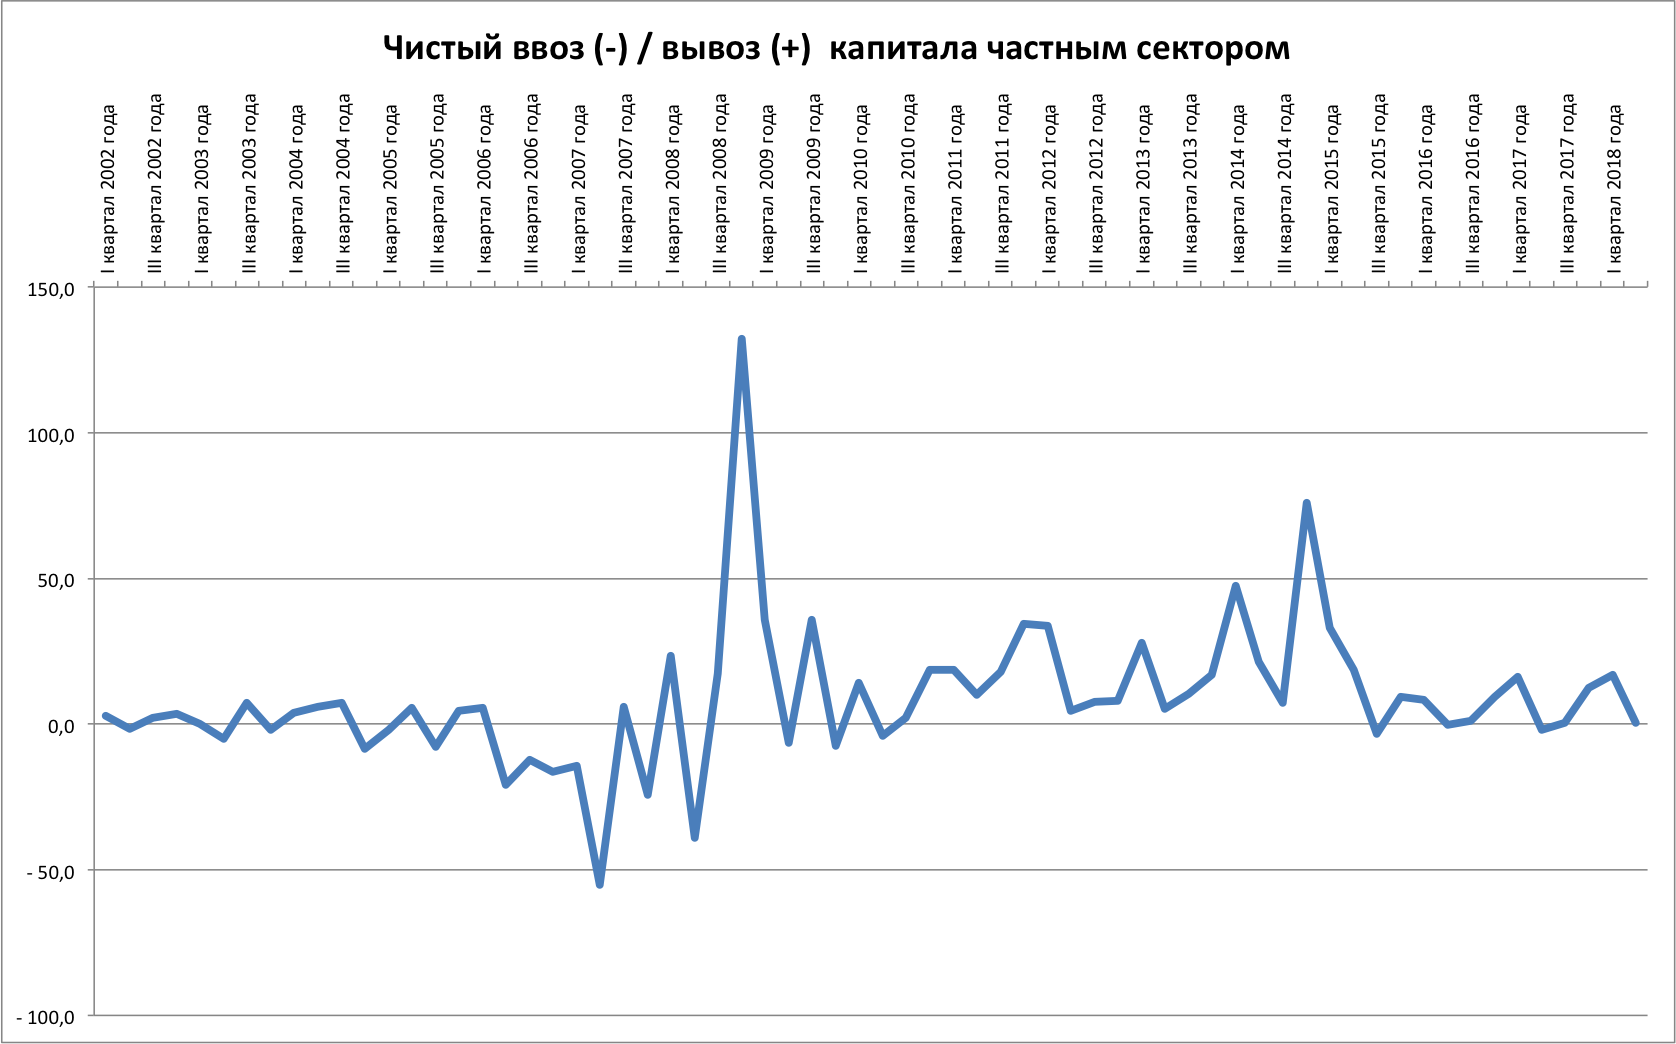 Чистый ввоз (-) / вывоз (+)  капитала частным сектором
I квартал 2002 года
III квартал 2002 года
I квартал 2003 года
III квартал 2003 года
I квартал 2004 года
III квартал 2004 года
I квартал 2005 года
III квартал 2005 года
I квартал 2006 года
III квартал 2006 года
I квартал 2007 года
III квартал 2007 года
I квартал 2008 года
III квартал 2008 года
I квартал 2009 года
III квартал 2009 года
I квартал 2010 года
III квартал 2010 года
I квартал 2011 года
III квартал 2011 года
I квартал 2012 года
III квартал 2012 года
I квартал 2013 года
III квартал 2013 года
I квартал 2014 года
III квартал 2014 года
I квартал 2015 года
III квартал 2015 года
I квартал 2016 года
III квартал 2016 года
I квартал 2017 года
III квартал 2017 года
I квартал 2018 года
150,0
100,0
50,0
0,0
- 50,0
- 100,0